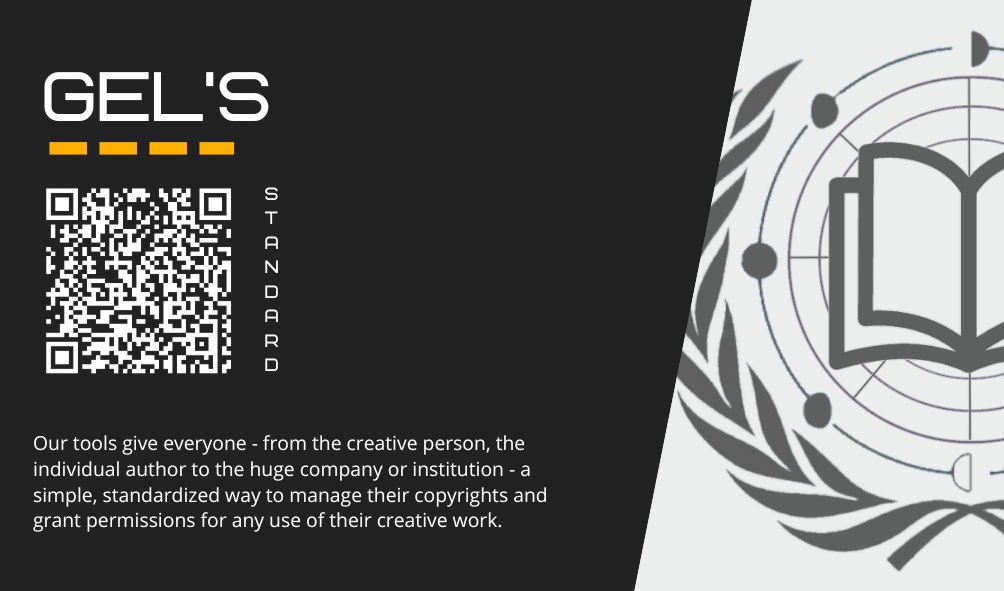 GEL'S
STANDARD
Our tools give everyone - from the creative person, the
individual author to the huge company or institution - a
simple, standardized way to manage their copyrights and
grant permissions for any use of their creative work.